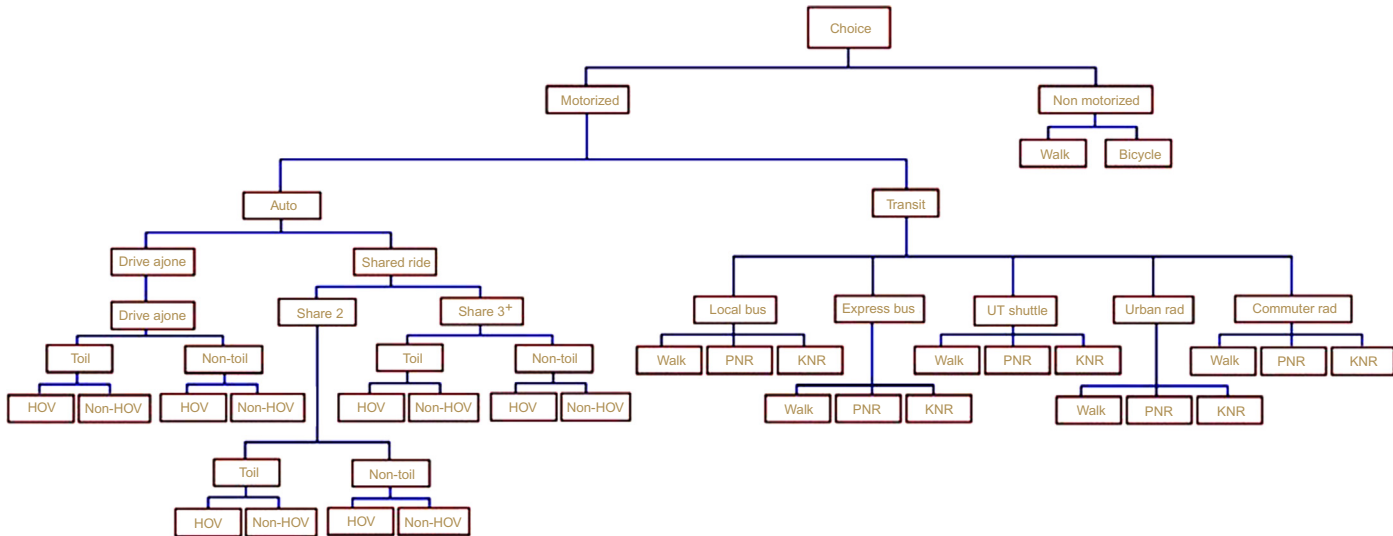 Choice
Motorized
Non motorized
Walk
Bicycle
Auto
Transit
Drive ajone
Shared ride
Drive ajone
Share 2
Share 3+
Local bus
Express bus
UT shuttle
Urban rad
Commuter rad
Toil
Non-toil
Toil
Non-toil
Walk
PNR
KNR
Walk
PNR
KNR
Walk
PNR
KNR
HOV
Non-HOV
HOV
Non-HOV
HOV
Non-HOV
HOV
Non-HOV
Walk
PNR
KNR
Walk
PNR
KNR
Toil
Non-toil
HOV
Non-HOV
HOV
Non-HOV